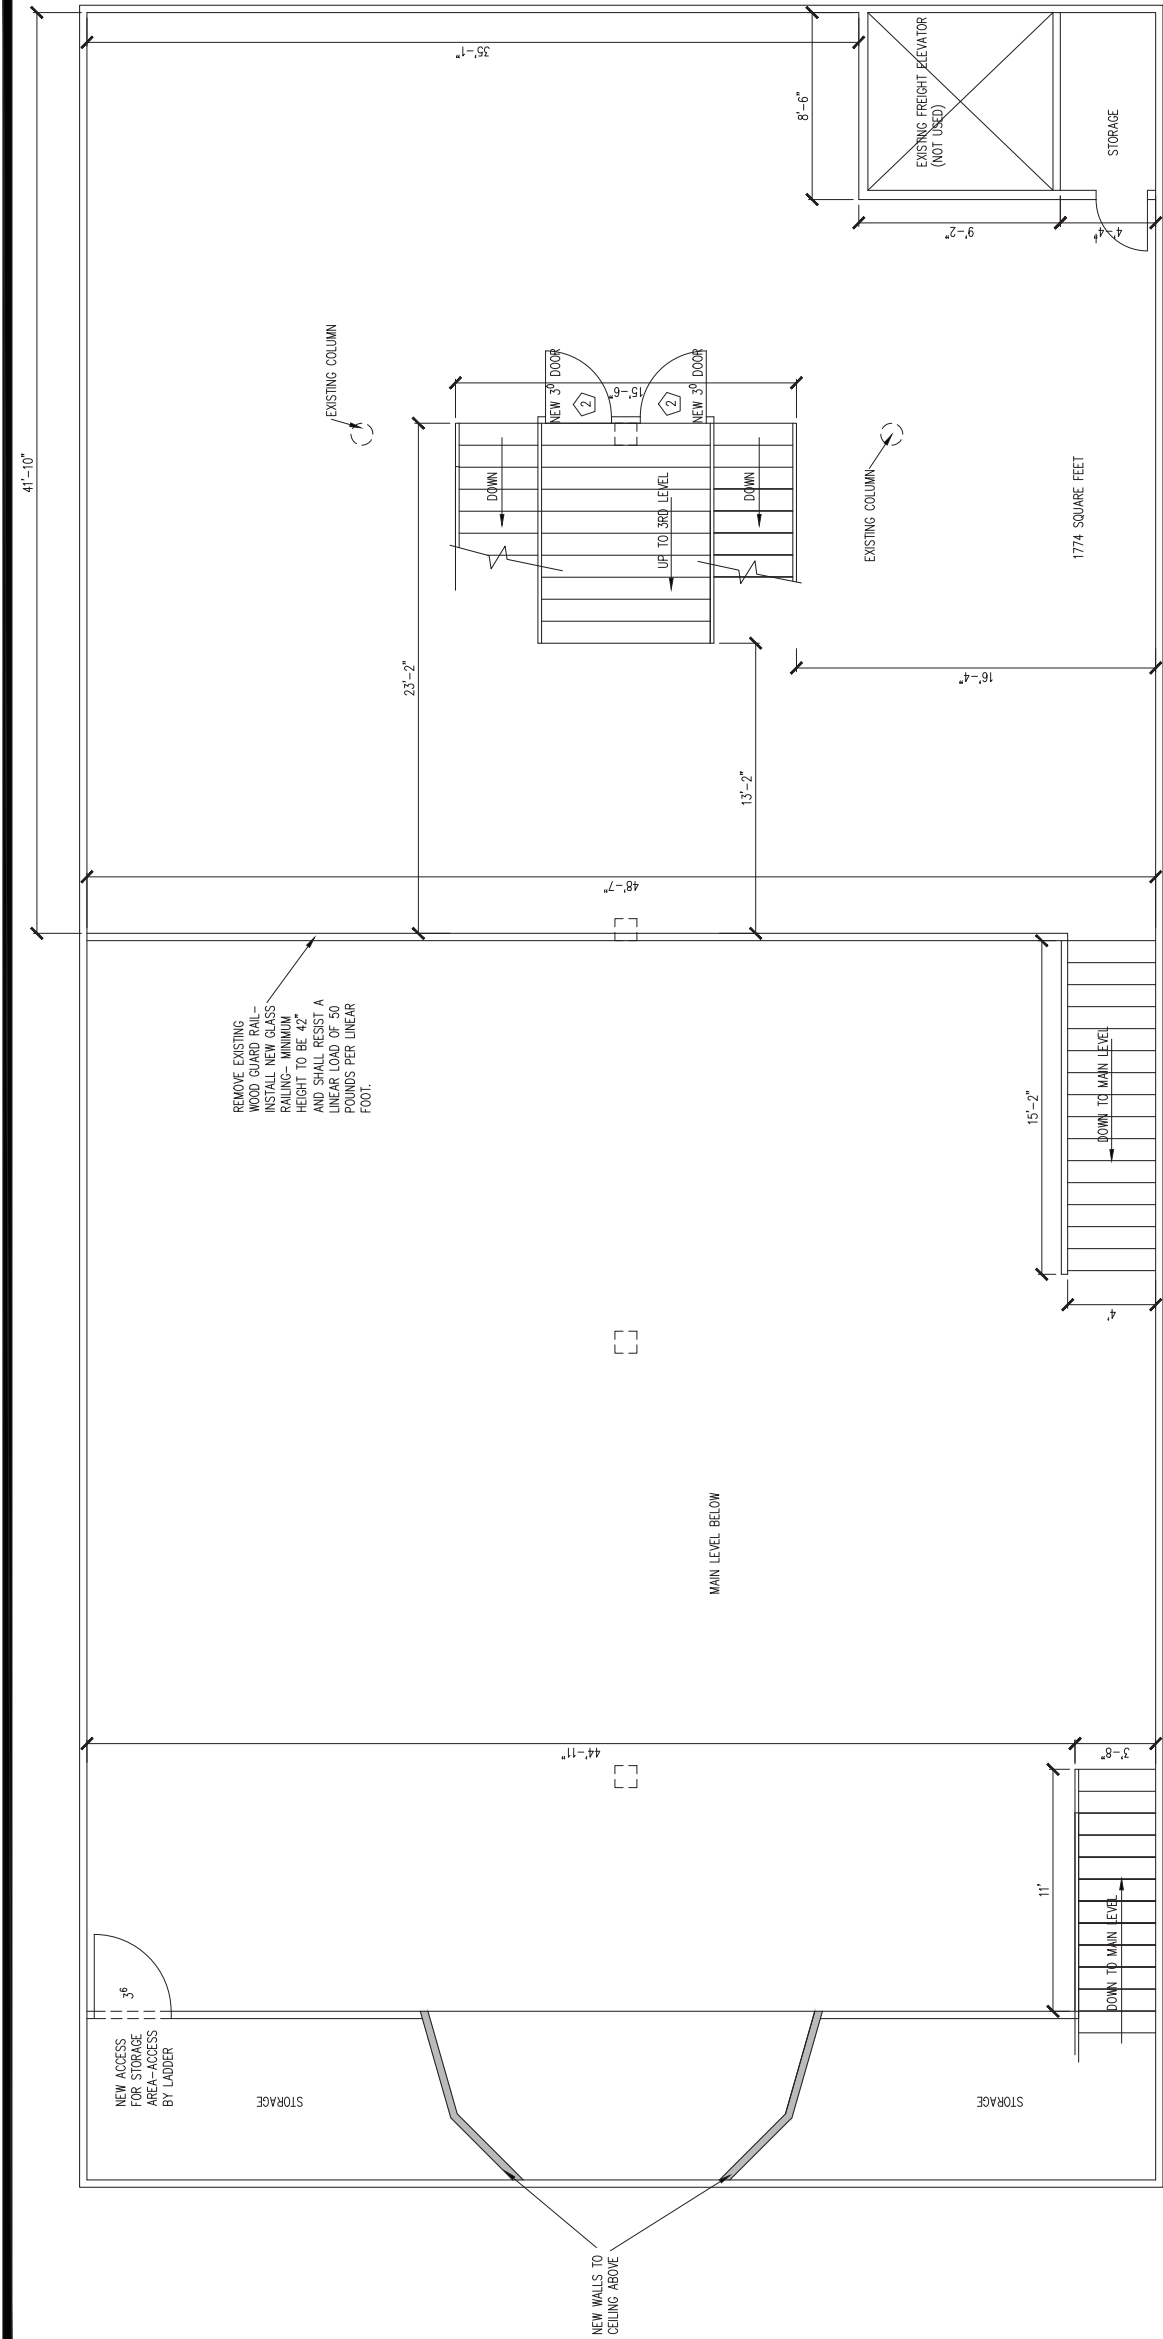 41'-10"
35'-1"
8'-6"
EXISTING FREIGHT ELEVATOR
(NOT USED)
STORAGE
9'-2"
4'-4"
EXISTING COLUMN
NEW 3⁰ DOOR
2
15'-6"
2
NEW 3⁰ DOOR
DOWN
UP TO 3RD LEVEL
DOWN
EXISTING COLUMN
1774 SQUARE FEET
23'-2"
13'-2"
16'-4"
48'-7"
REMOVE EXISTING
WOOD GUARD RAIL-
INSTALL NEW GLASS
RAILING- MINIMUM
HEIGHT TO BE 42"
AND SHALL RESIST A
LINEAR LOAD OF 50
POUNDS PER LINEAR
FOOT.
15'-2"
DOWN TO MAIN LEVEL
4'
MAIN LEVEL BELOW
44'-11"
3'-8"
11'
DOWN TO MAIN LEVEL
3⁶
NEW ACCESS
FOR STORAGE
AREA-ACCESS
BY LADDER
STORAGE
STORAGE
NEW WALLS TO
CEILING ABOVE